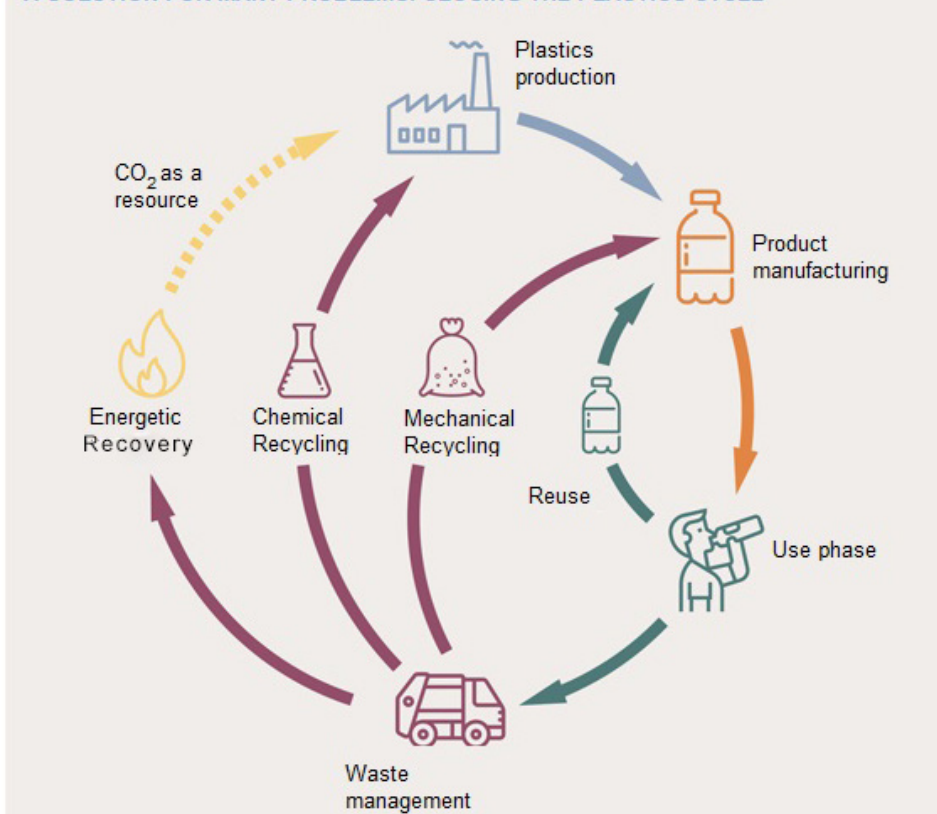 Plastics
production
CO2 as a
resource
Product
manufacturing
Energetic
Recovery
Chemical
Recycling
Mechanical
Recycling
Reuse
Use phase
Waste
management